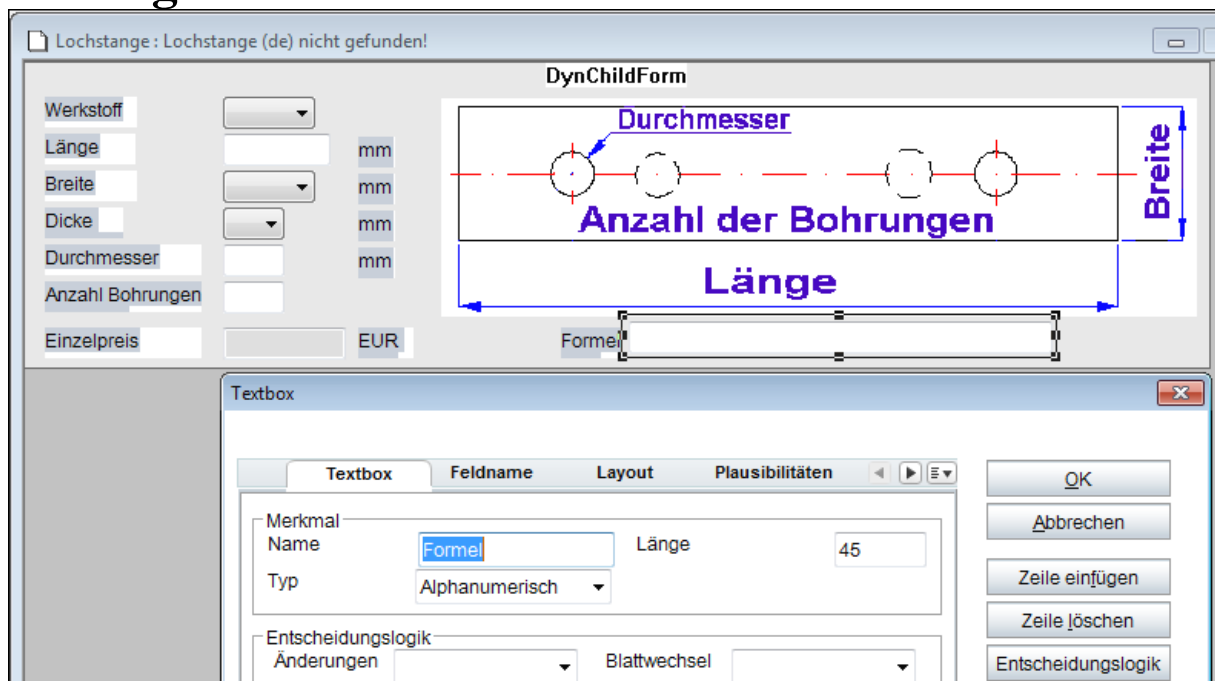 Lochstange : Lochstange (de) nicht gefunden!
DynChildForm
Werkstoff
Länge mm
Breite mm
Dicke mm
Durchmesser mm
Anzahl Bohrungen
Einzelpreis EUR Formel
Durchmesser
Anzahl der Bohrungen
Breite
Länge
Textbox
Textbox Feldname Layout Plausibilitäten
Merkmal
Name Formel Länge 45
Typ Alphanumerisch
Entscheidungslogik
Änderungen Blattwechsel
OK
Abbrechen
Zeile einfügen
Zeile löschen
Entscheidungslogik